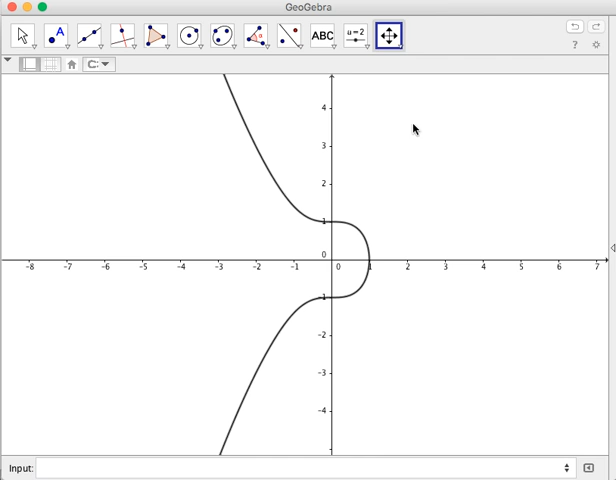 GeoGebra
A
α
ABC
a=2
?
4
3
2
1
0
-8 -7 -6 -5 -4 -3 -2 -1 0 1 2 3 4 5 6 7
-1
-2
-3
-4
Input: